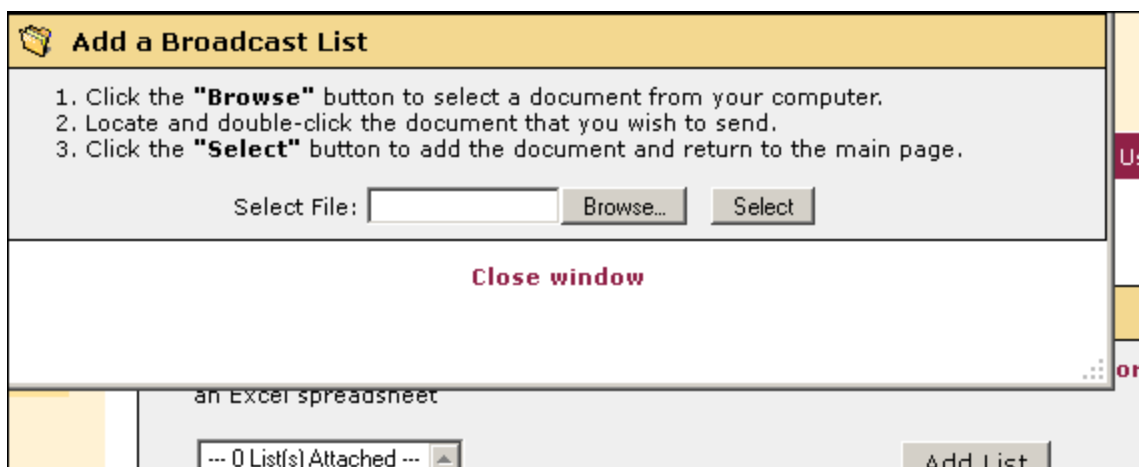 Add a Broadcast List
1. Click the "Browse" button to select a document from your computer.
2. Locate and double-click the document that you wish to send.
3. Click the "Select" button to add the document and return to the main page.
Select File: Browse... Select
Close window
an Excel spreadsheet
--- 0 List(s) Attached --- Add List